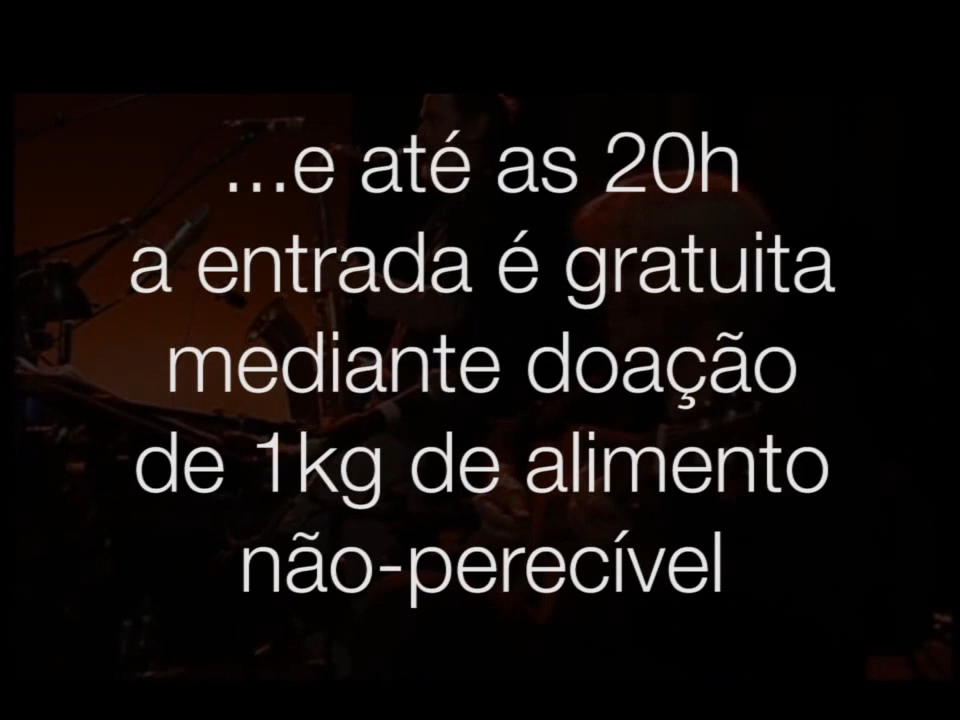 ...e até as 20h
a entrada é gratuita
mediante doação
de 1kg de alimento
não-perecível